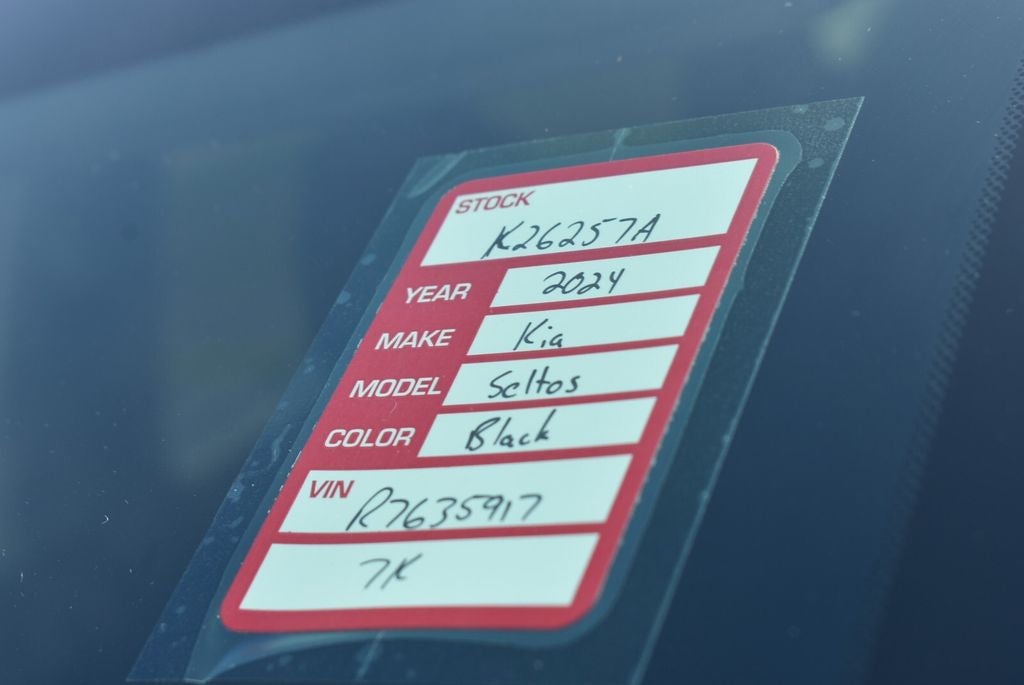 STOCK
K26257A
YEAR 2024
MAKE Kia
MODEL Seltos
COLOR Black
VIN
R7635917
7K